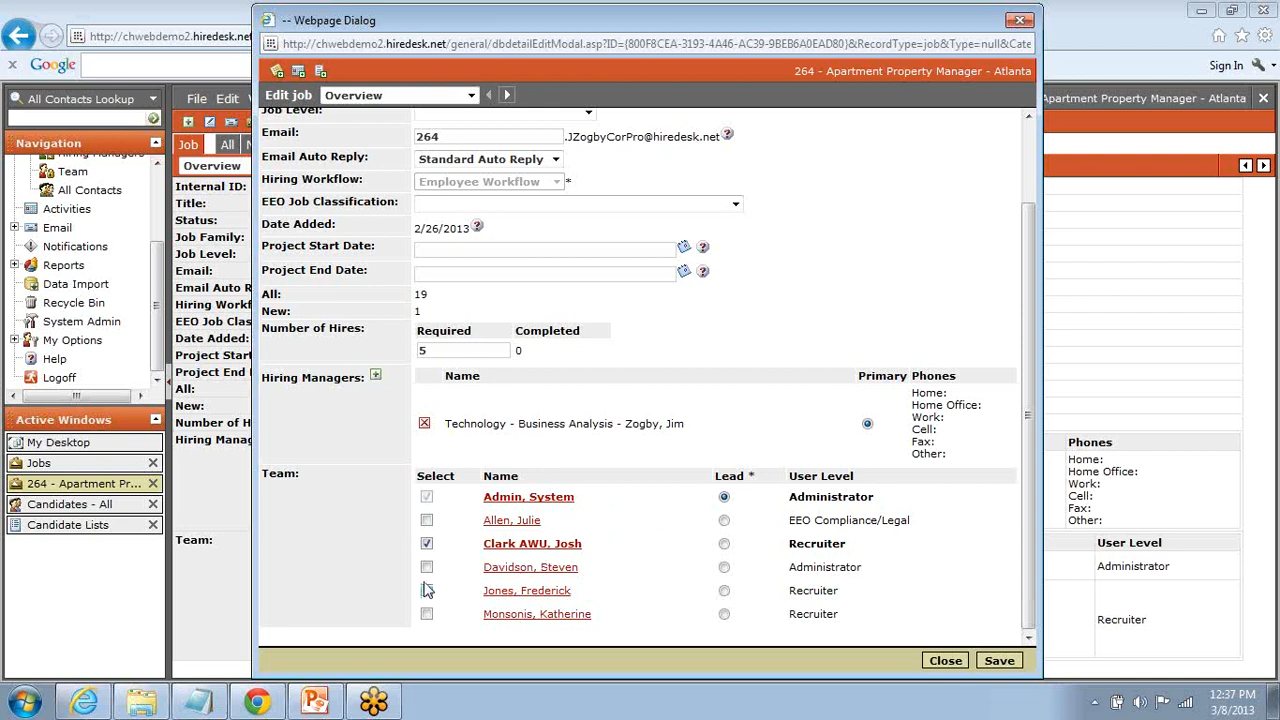 -- Webpage Dialog
http://chwebdemo2.hiredesk.net
http://chwebdemo2.hiredesk.net/general/dbdetailEditModal.asp?ID={800F8CEA-3193-4A46-AC39-9EEB6A0EAD80}&RecordType=job&Type=null&Cate
Google
Sign In
264 - Apartment Property Manager - Atlanta
All Contacts Lookup
File Edit
Edit job Overview
Apartment Property Manager - Atlanta
Navigation
Hiring Managers
Team
All Contacts
Activities
Email
Notifications
Reports
Data Import
Recycle Bin
System Admin
My Options
Help
Logoff
Active Windows
My Desktop
Jobs
264 - Apartment Pr...
Candidates - All
Candidate Lists
Job All
Overview
Internal ID:
Title:
Status:
Job Family:
Job Level:
Email:
Email Auto R
Hiring Workfl
EEO Job Clas
Date Added:
Project Start
Project End D
All:
New:
Number of H
Hiring Manag
Team:
Job Level:
Email: 264 .JZogbyCorPro@hiredesk.net
Email Auto Reply: Standard Auto Reply
Hiring Workflow: Employee Workflow *
EEO Job Classification:
Date Added: 2/26/2013
Project Start Date:
Project End Date:
All: 19
New: 1
Number of Hires: Required Completed
5 0
Hiring Managers: Name Primary Phones
Technology - Business Analysis - Zogby, Jim
Home:
Home Office:
Work:
Cell:
Fax:
Other:
Team: Select Name Lead * User Level
Admin, System Administrator
Allen, Julie EEO Compliance/Legal
Clark AWU, Josh Recruiter
Davidson, Steven Administrator
Jones, Frederick Recruiter
Monsonis, Katherine Recruiter
Close Save
Phones
Home:
Home Office:
Work:
Cell:
Fax:
Other:
User Level
Administrator
Recruiter
12:37 PM
3/8/2013